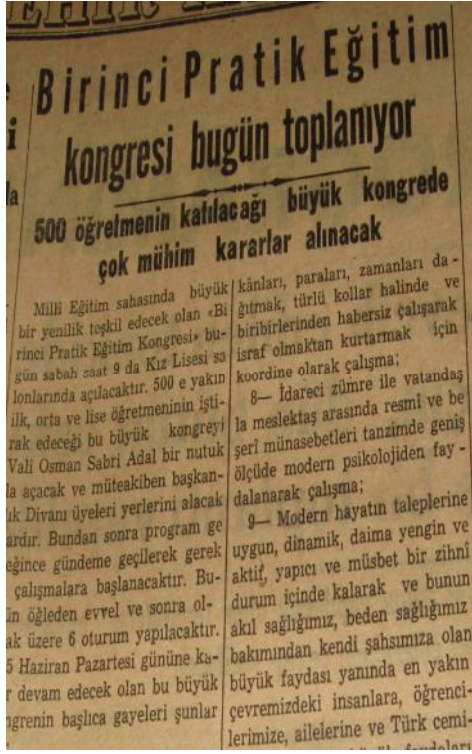 Birinci Pratik Eğitim
kongresi bugün toplanıyor
500 öğretmenin katılacağı büyük kongrede
çok mühim kararlar alınacak
Milli Eğitim sahasında büyük
bir yenilik teşkil edecek olan «Bi
rinci Pratik Eğitim Kongresi» bu-
gün sabah saat 9 da Kız Lisesi sa
lonlarında açılacaktır. 500 e yakın
ilk, orta ve lise öğretmeninin işti-
rak edeceği bu büyük kongreyi
Vali Osman Sabri Adal bir nutuk
la açacak ve müteakiben başkan-
lık Divanı üyeleri yerlerini alacak
lardır. Bundan sonra program ge
reğince gündeme geçilerek gerek
çalışmalara başlanacaktır. Bu-
ün öğleden evvel ve sonra ol-
ak üzere 6 oturum yapılacaktır.
5 Haziran Pazartesi gününe ka-
r devam edecek olan bu büyük
ngrenin başlıca gayeleri şunlar
kânları, paraları, zamanları da-
ğıtmak, türlü kollar halinde ve
biribirlerinden habersiz çalışarak
israf olmaktan kurtarmak için
koordine olarak çalışma;
8— İdareci zümre ile vatandaş
la meslektaş arasında resmî ve be
şerî münasebetleri tanzimde geniş
ölçüde modern psikolojiden fay-
dalanarak çalışma;
9— Modern hayatın taleplerine
uygun, dinamik, daima yengin ve
aktif, yapıcı ve müsbet bir zihnî
durum içinde kalarak ve bunun
akıl sağlığımız, beden sağlığımız
bakımından kendi şahsımıza olan
büyük faydası yanında en yakın
çevremizdeki insanlara, öğrenci-
lerimize, ailelerine ve Türk cemi-